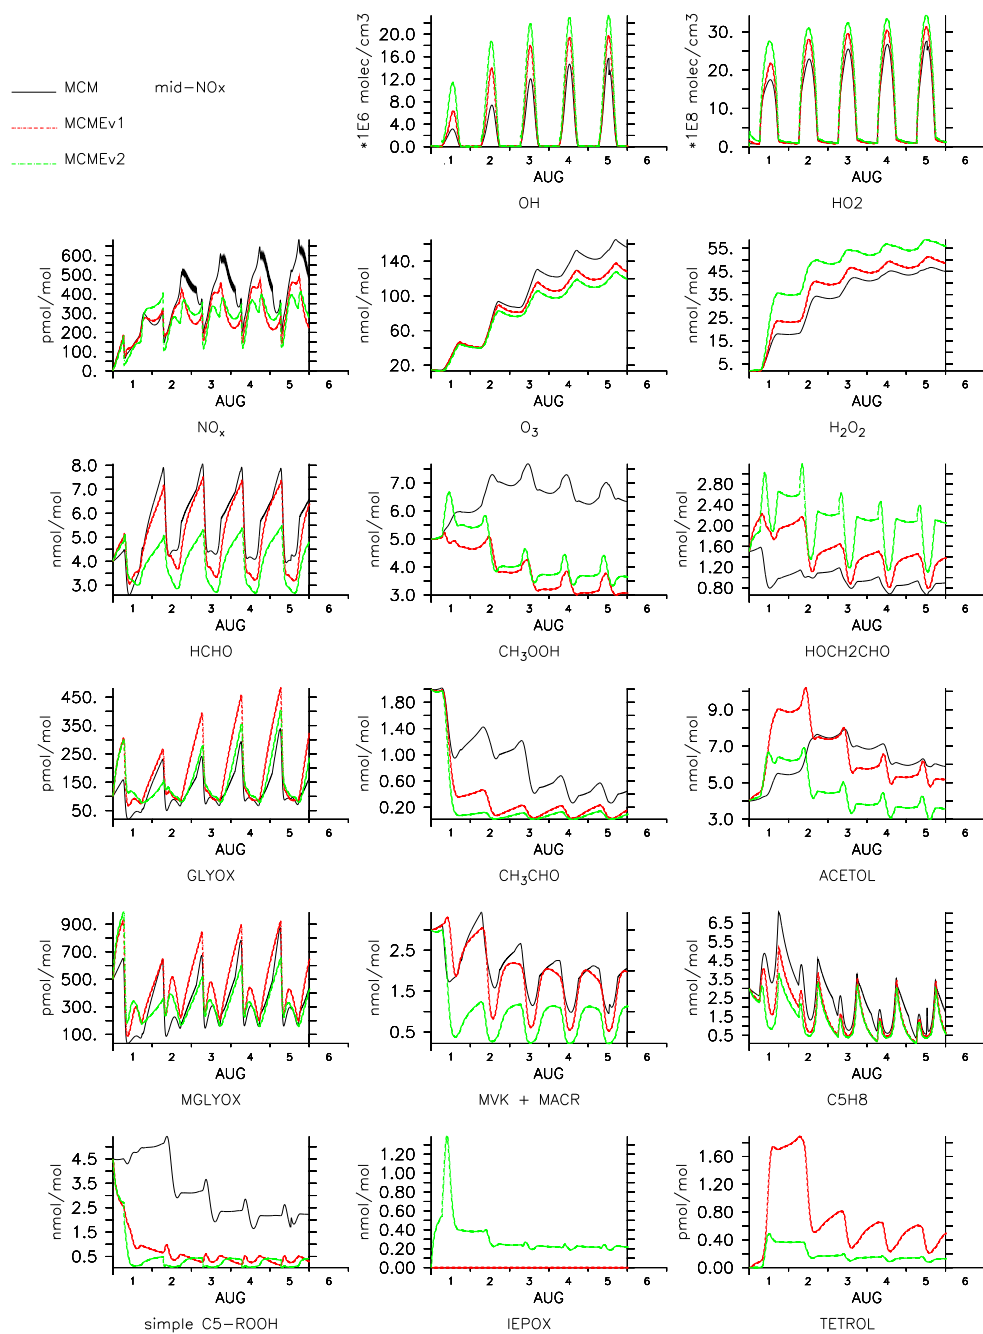 MCM mid-NOx
MCMEv1
MCMEv2
*1E6 molec/cm3
20.0
16.0
12.0
8.0
4.0
0.0
1 2 3 4 5 6
AUG
OH
*1E8 molec/cm3
30.
20.
10.
0.
1 2 3 4 5 6
AUG
HO2
pmol/mol
600.
500.
400.
300.
200.
100.
0.
1 2 3 4 5 6
AUG
NOx
nmol/mol
140.
100.
60.
20.
1 2 3 4 5 6
AUG
O3
nmol/mol
55.
45.
35.
25.
15.
5.
1 2 3 4 5 6
AUG
H2O2
nmol/mol
8.0
7.0
6.0
5.0
4.0
3.0
1 2 3 4 5 6
AUG
HCHO
nmol/mol
7.0
6.0
5.0
4.0
3.0
1 2 3 4 5 6
AUG
CH3OOH
nmol/mol
2.80
2.40
2.00
1.60
1.20
0.80
1 2 3 4 5 6
AUG
HOCH2CHO
pmol/mol
450.
350.
250.
150.
50.
1 2 3 4 5 6
AUG
GLYOX
nmol/mol
1.80
1.40
1.00
0.60
0.20
1 2 3 4 5 6
AUG
CH3CHO
nmol/mol
9.0
7.0
5.0
3.0
1 2 3 4 5 6
AUG
ACETOL
pmol/mol
900.
700.
500.
300.
100.
1 2 3 4 5 6
AUG
MGLYOX
nmol/mol
2.5
1.5
0.5
1 2 3 4 5 6
AUG
MVK + MACR
nmol/mol
6.5
5.5
4.5
3.5
2.5
1.5
0.5
1 2 3 4 5 6
AUG
C5H8
nmol/mol
4.5
3.5
2.5
1.5
0.5
1 2 3 4 5 6
AUG
simple C5-ROOH
nmol/mol
1.20
1.00
0.80
0.60
0.40
0.20
0.00
1 2 3 4 5 6
AUG
IEPOX
pmol/mol
1.60
1.20
0.80
0.40
0.00
1 2 3 4 5 6
AUG
TETROL